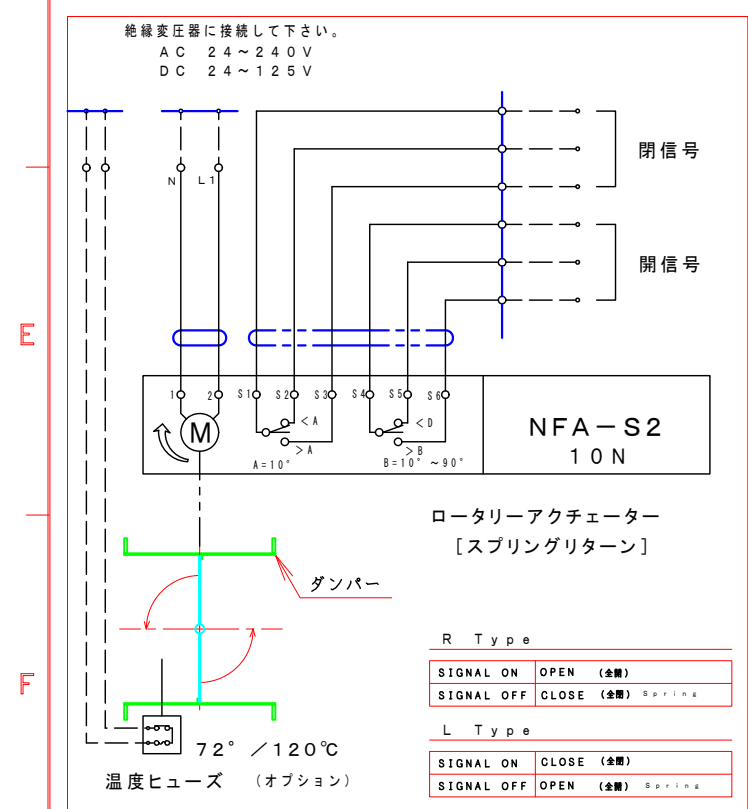 絶縁変圧器に接続して下さい。
AC 24~240V
DC 24~125V
N L1
閉信号
開信号
E
1 2 S1 S2 S3 S4 S5 S6
M
<A
>A
A=10°
<D
>B
B=10° ~90°
NFA-S2
10N
ロータリーアクチェーター
[スプリングリターン]
ダンパー
F
R Type
SIGNAL ON OPEN (全開)
SIGNAL OFF CLOSE (全閉) Spring
L Type
SIGNAL ON CLOSE (全閉)
SIGNAL OFF OPEN (全開) Spring
72° /120℃
温度ヒューズ (オプション)